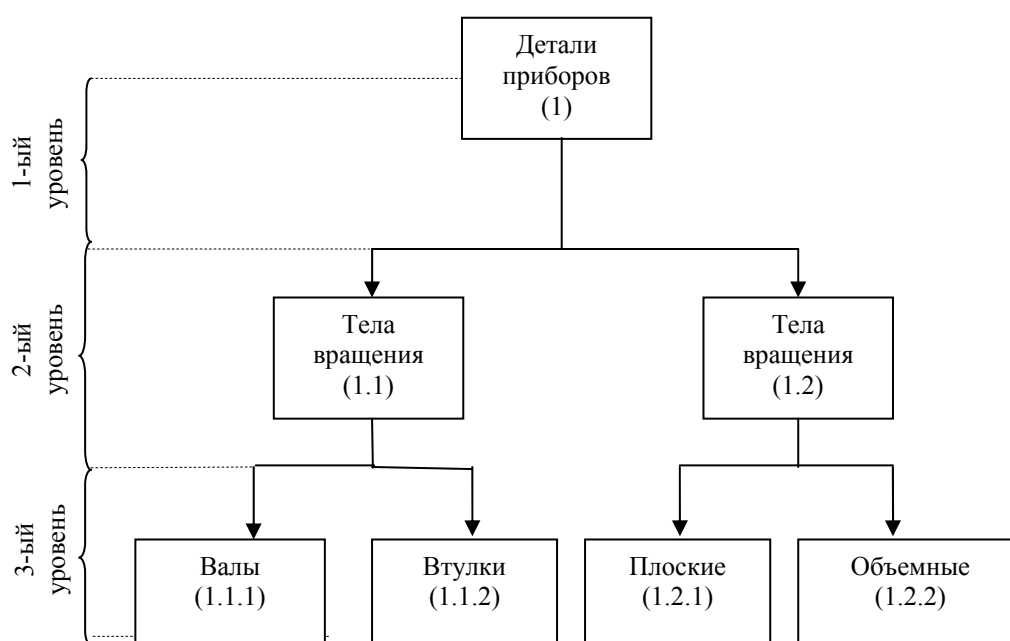 Детали
приборов
(1)
1-ый
уровень
Тела
вращения
(1.1)
Тела
вращения
(1.2)
2-ый
уровень
Валы
(1.1.1)
Втулки
(1.1.2)
Плоские
(1.2.1)
Объемные
(1.2.2)
3-ый
уровень